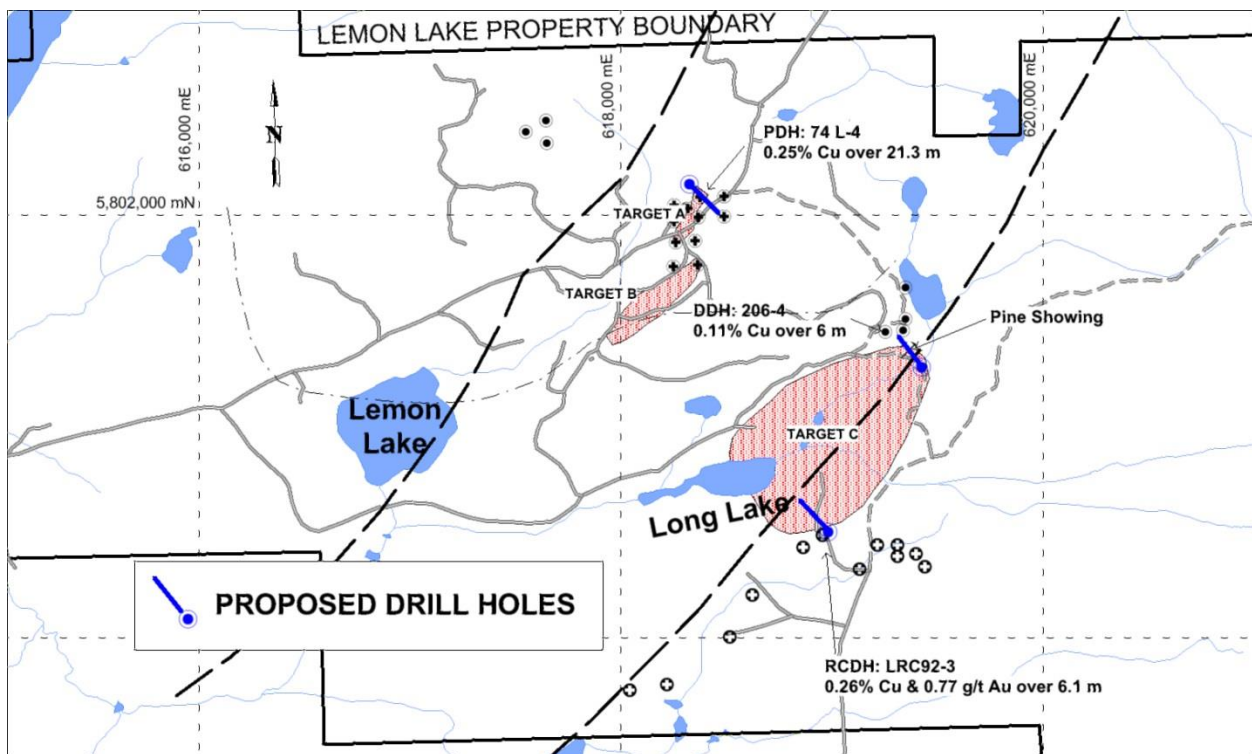 LEMON LAKE PROPERTY BOUNDARY
616,000 mE
618,000 mE
620,000 mE
N
PDH: 74 L-4
0.25% Cu over 21.3 m
5,802,000 mN
TARGET A
TARGET B
DDH: 206-4
0.11% Cu over 6 m
Pine Showing
Lemon
Lake
TARGET C
Long Lake
PROPOSED DRILL HOLES
RCDH: LRC92-3
0.26% Cu & 0.77 g/t Au over 6.1 m